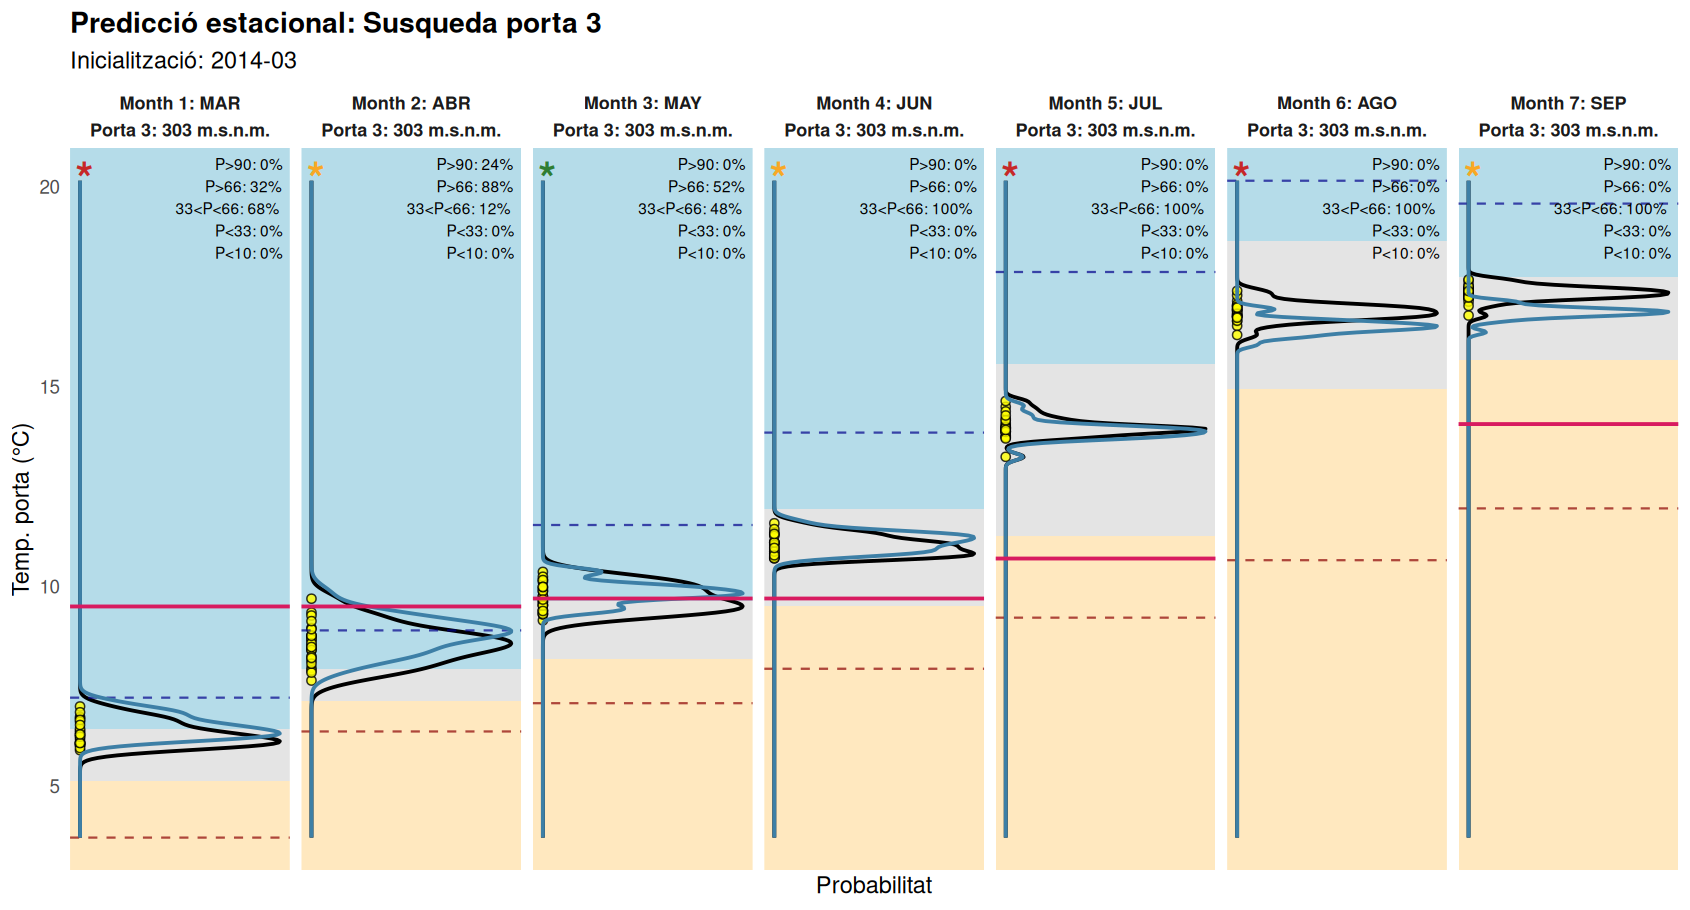 Predicció estacional: Susqueda porta 3
Inicialització: 2014-03
Month 1: MAR
Porta 3: 303 m.s.n.m.
Month 2: ABR
Porta 3: 303 m.s.n.m.
Month 3: MAY
Porta 3: 303 m.s.n.m.
Month 4: JUN
Porta 3: 303 m.s.n.m.
Month 5: JUL
Porta 3: 303 m.s.n.m.
Month 6: AGO
Porta 3: 303 m.s.n.m.
Month 7: SEP
Porta 3: 303 m.s.n.m.
*
P>90: 0%
P>66: 32%
33<P<66: 68%
P<33: 0%
P<10: 0%
*
P>90: 24%
P>66: 88%
33<P<66: 12%
P<33: 0%
P<10: 0%
*
P>90: 0%
P>66: 52%
33<P<66: 48%
P<33: 0%
P<10: 0%
*
P>90: 0%
P>66: 0%
33<P<66: 100%
P<33: 0%
P<10: 0%
*
P>90: 0%
P>66: 0%
33<P<66: 100%
P<33: 0%
P<10: 0%
*
P>90: 0%
P>66: 0%
33<P<66: 100%
P<33: 0%
P<10: 0%
*
P>90: 0%
P>66: 0%
33<P<66: 100%
P<33: 0%
P<10: 0%
20
15
10
5
Temp. porta (°C)
Probabilitat